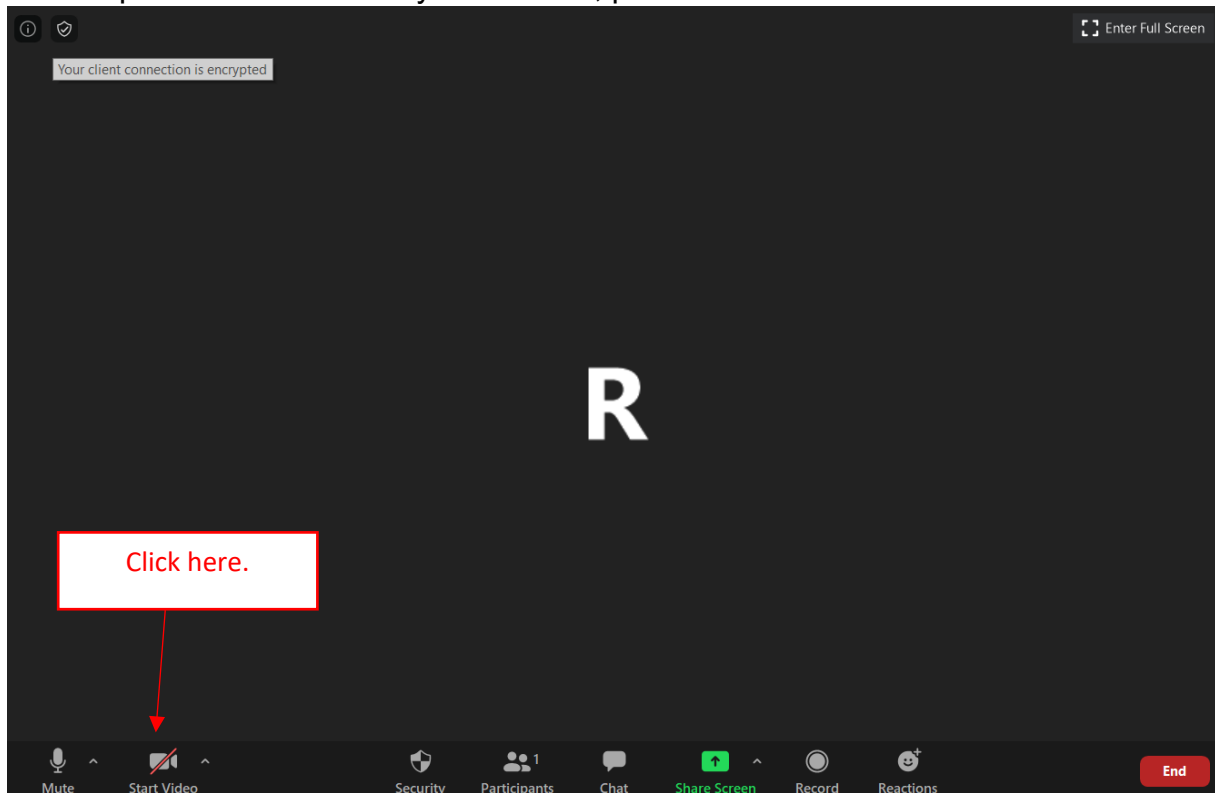 Enter Full Screen
Your client connection is encrypted
R
Click here.
1
Mute Start Video Security Participants Chat Share Screen Record Reactions End